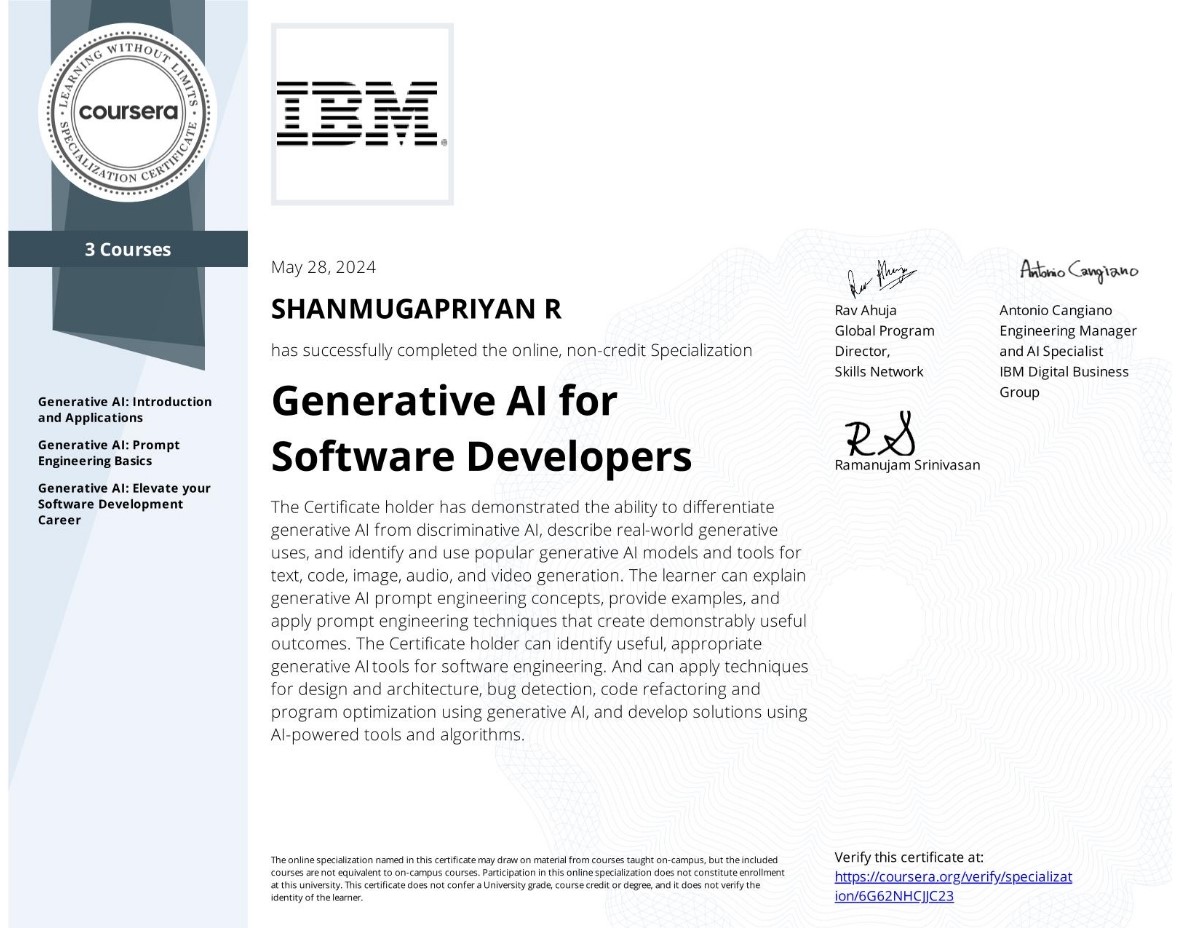 LEARNING WITHOUT LIMITS
coursera
SPECIALIZATION CERTIFICATE
3 Courses
Generative AI: Introduction
and Applications
Generative AI: Prompt
Engineering Basics
Generative AI: Elevate your
Software Development
Career
IBM®
May 28, 2024
SHANMUGAPRIYAN R
has successfully completed the online, non-credit Specialization
Generative AI for
Software Developers
The Certificate holder has demonstrated the ability to differentiate
generative AI from discriminative AI, describe real-world generative
uses, and identify and use popular generative AI models and tools for
text, code, image, audio, and video generation. The learner can explain
generative AI prompt engineering concepts, provide examples, and
apply prompt engineering techniques that create demonstrably useful
outcomes. The Certificate holder can identify useful, appropriate
generative AI tools for software engineering. And can apply techniques
for design and architecture, bug detection, code refactoring and
program optimization using generative AI, and develop solutions using
AI-powered tools and algorithms.
The online specialization named in this certificate may draw on material from courses taught on-campus, but the included
courses are not equivalent to on-campus courses. Participation in this online specialization does not constitute enrollment
at this university. This certificate does not confer a University grade, course credit or degree, and it does not verify the
identity of the learner.
Rav Ahuja
Rav Ahuja
Global Program
Director,
Skills Network
Antonio Cangiano
Antonio Cangiano
Engineering Manager
and AI Specialist
IBM Digital Business
Group
RS
Ramanujam Srinivasan
Verify this certificate at:
https://coursera.org/verify/specializat
ion/6G62NHCJJC23